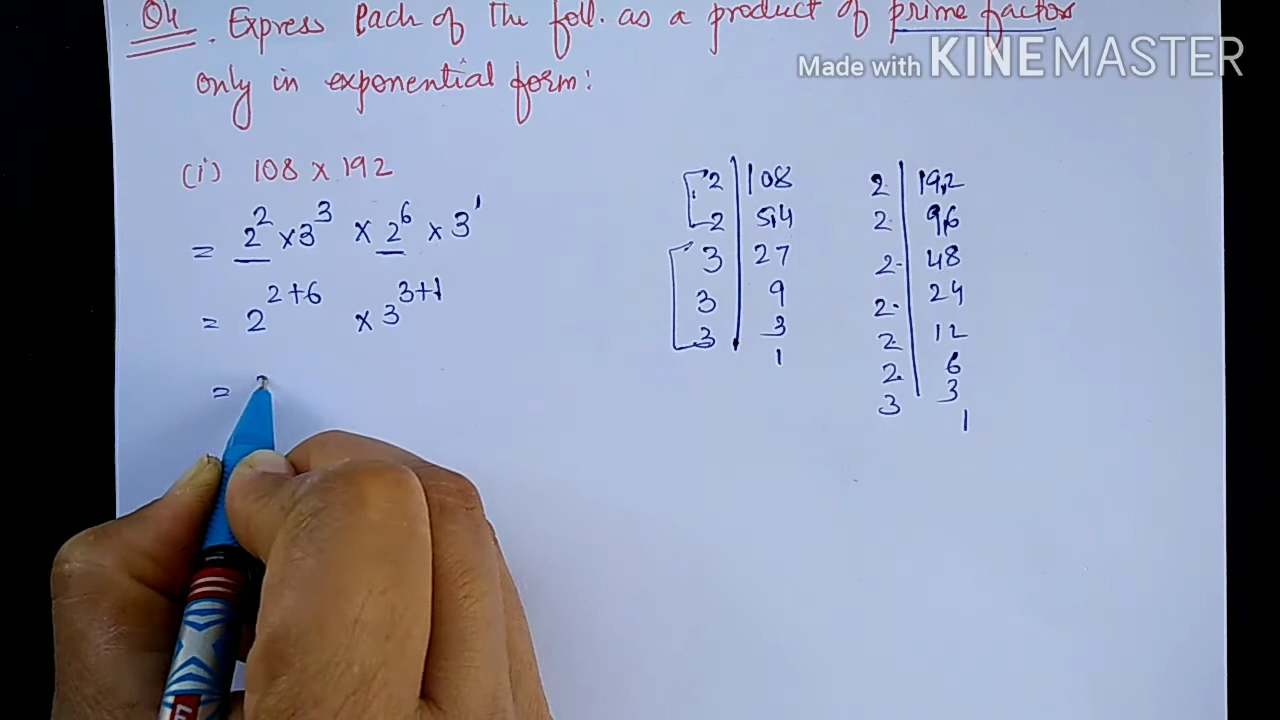 Q4. Express Each of The foll. as a product of prime factors
only in exponential form:
Made with KINEMASTER
(i) 108 x 192
= 2² x 3³ x 2⁶ x 3¹
= 2²⁺⁶ x 3³⁺¹
= 2
2 | 108
2 | 54
3 | 27
3 | 9
3 | 3
1
2 | 192
2 | 96
2 | 48
2 | 24
2 | 12
2 | 6
3 | 3
1